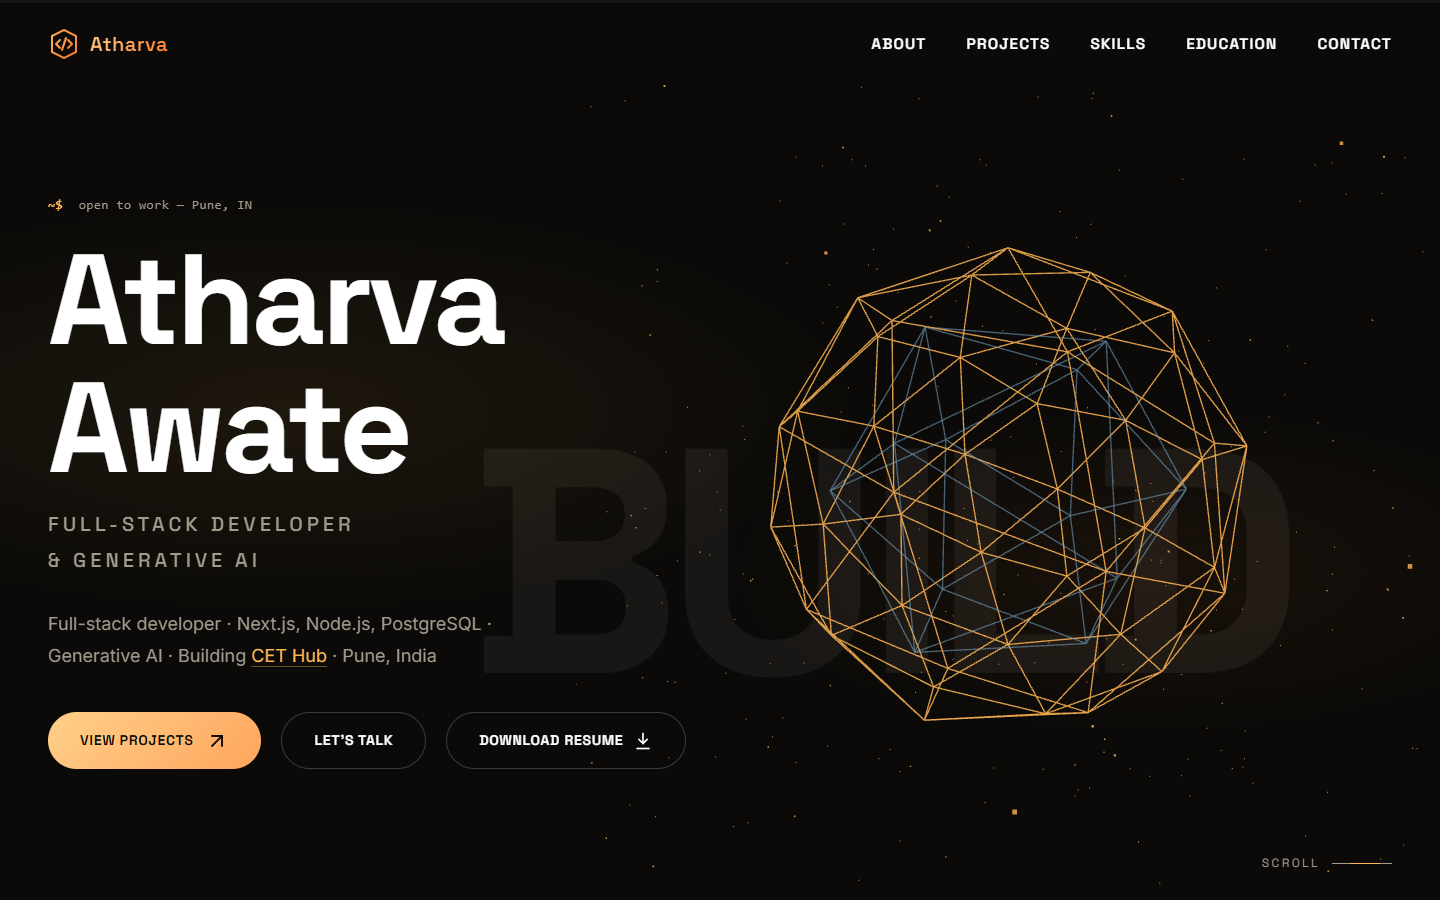 Atharva
ABOUT PROJECTS SKILLS EDUCATION CONTACT
~$ open to work — Pune, IN
Atharva
Awate
FULL-STACK DEVELOPER
& GENERATIVE AI
BUILD
Full-stack developer · Next.js, Node.js, PostgreSQL ·
Generative AI · Building CET Hub · Pune, India
VIEW PROJECTS LET'S TALK DOWNLOAD RESUME
SCROLL